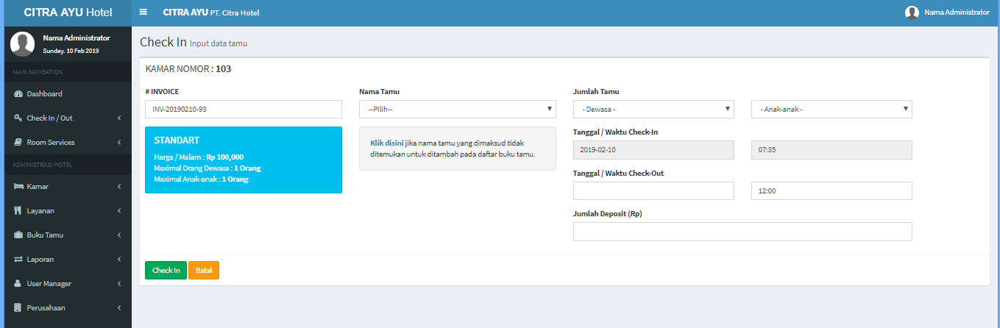 CITRA AYU Hotel
CITRA AYU PT. Citra Hotel
Nama Administrator
Nama Administrator
Sunday, 10 Feb 2019
MAIN NAVIGATION
Dashboard
Check In / Out
Room Services
ADMINISTRASI HOTEL
Kamar
Layanan
Buku Tamu
Laporan
User Manager
Perusahaan
Check In Input data tamu
KAMAR NOMOR : 103
# INVOICE
INV-20190210-93
STANDART
Harga / Malam : Rp 100,000
Maximal Orang Dewasa : 1 Orang
Maximal Anak-anak : 1 Orang
Nama Tamu
--Pilih--
Klik disini jika nama tamu yang dimaksud tidak
ditemukan untuk ditambah pada daftar buku tamu.
Jumlah Tamu
- Dewasa - - Anak-anak -
Tanggal / Waktu Check-In
2019-02-10 07:35
Tanggal / Waktu Check-Out
12:00
Jumlah Deposit (Rp)
Check In Batal